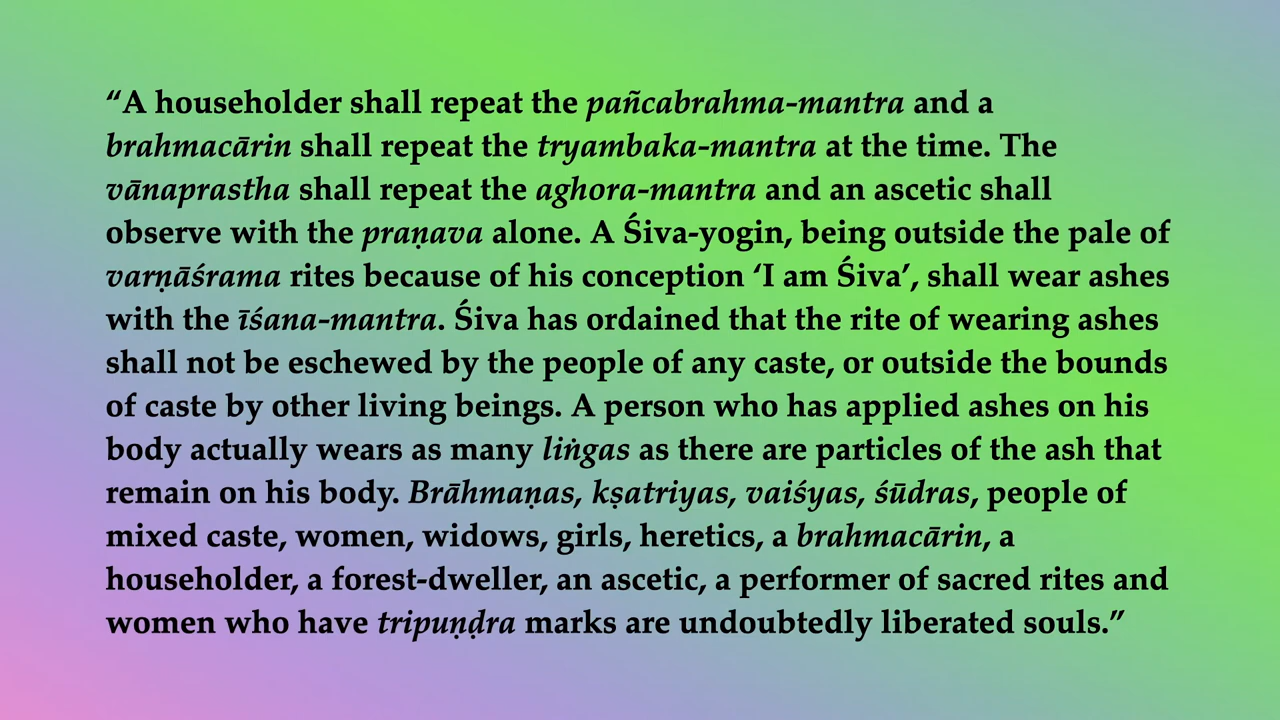 “A householder shall repeat the pañcabrahma-mantra and a
brahmacārin shall repeat the tryambaka-mantra at the time. The
vānaprastha shall repeat the aghora-mantra and an ascetic shall
observe with the praṇava alone. A Śiva-yogin, being outside the pale of
varṇāśrama rites because of his conception ‘I am Śiva’, shall wear ashes
with the īśana-mantra. Śiva has ordained that the rite of wearing ashes
shall not be eschewed by the people of any caste, or outside the bounds
of caste by other living beings. A person who has applied ashes on his
body actually wears as many liṅgas as there are particles of the ash that
remain on his body. Brāhmaṇas, kṣatriyas, vaiśyas, śūdras, people of
mixed caste, women, widows, girls, heretics, a brahmacārin, a
householder, a forest-dweller, an ascetic, a performer of sacred rites and
women who have tripuṇḍra marks are undoubtedly liberated souls.”